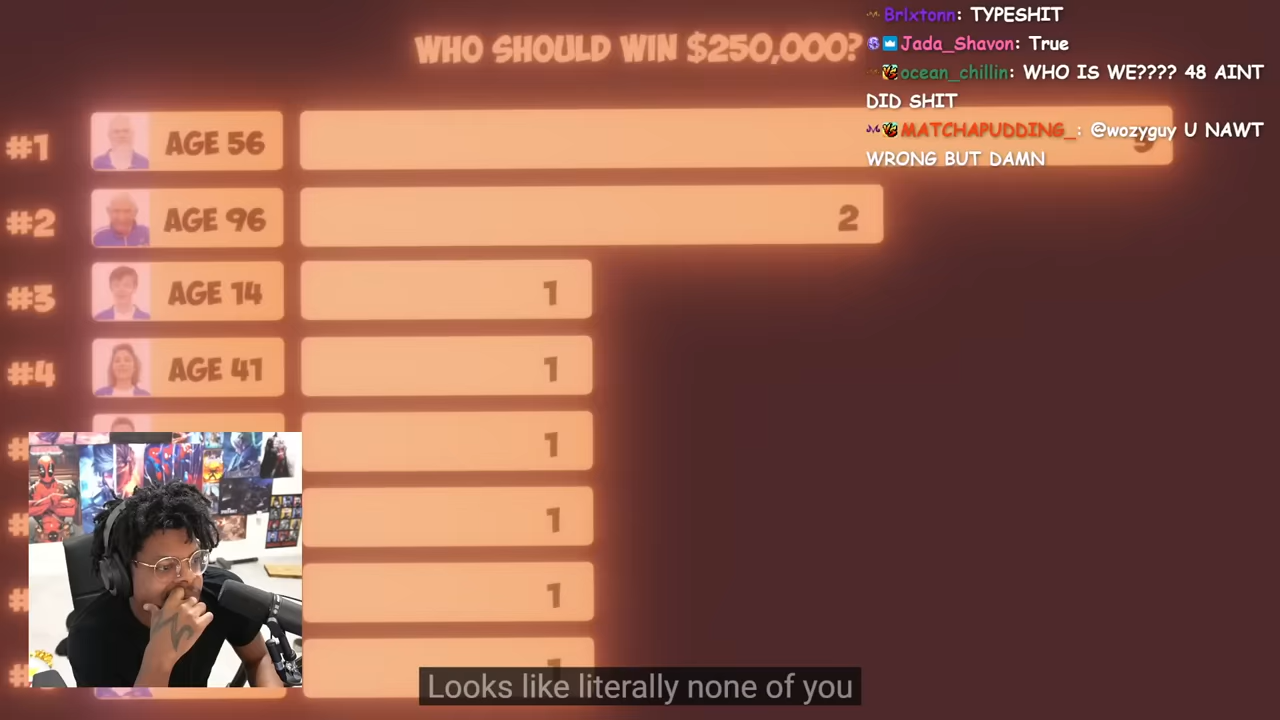 WHO SHOULD WIN $250,000?
Brlxtonn: TYPESHIT
Jada_Shavon: True
ocean_chillin: WHO IS WE???? 48 AINT
DID SHIT
MATCHAPUDDING_: @wozyguy U NAWT
WRONG BUT DAMN
#1 AGE 56
#2 AGE 96 2
#3 AGE 14 1
#4 AGE 41 1
1
1
1
1
Looks like literally none of you